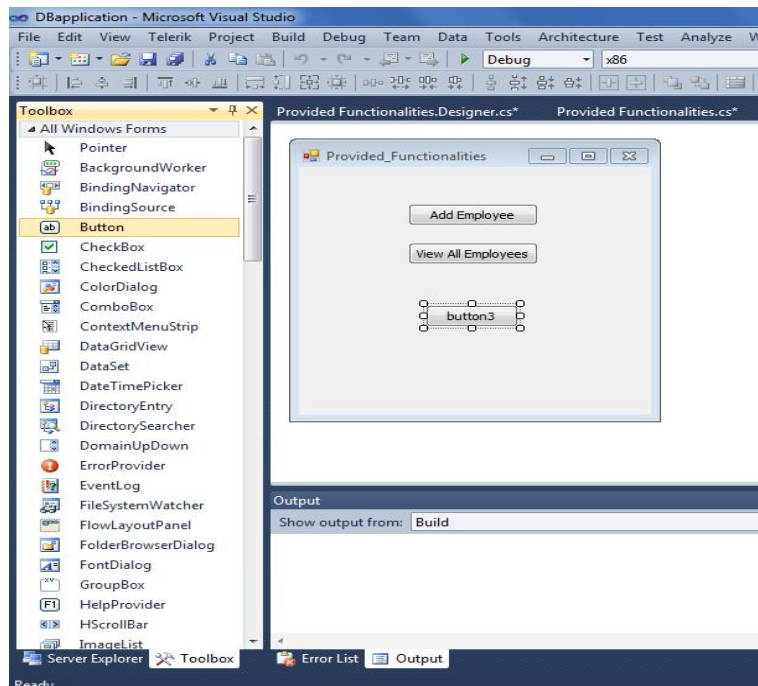 DBapplication - Microsoft Visual Studio
File Edit View Telerik Project Build Debug Team Data Tools Architecture Test Analyze W
Debug x86
Toolbox
Provided Functionalities.Designer.cs* Provided Functionalities.cs*
All Windows Forms
Pointer
BackgroundWorker
BindingNavigator
BindingSource
Button
CheckBox
CheckedListBox
ColorDialog
ComboBox
ContextMenuStrip
DataGridView
DataSet
DateTimePicker
DirectoryEntry
DirectorySearcher
DomainUpDown
ErrorProvider
EventLog
FileSystemWatcher
FlowLayoutPanel
FolderBrowserDialog
FontDialog
GroupBox
HelpProvider
HScrollBar
ImageList
Provided_Functionalities
Add Employee
View All Employees
button3
Output
Show output from: Build
Server Explorer Toolbox Error List Output
Ready